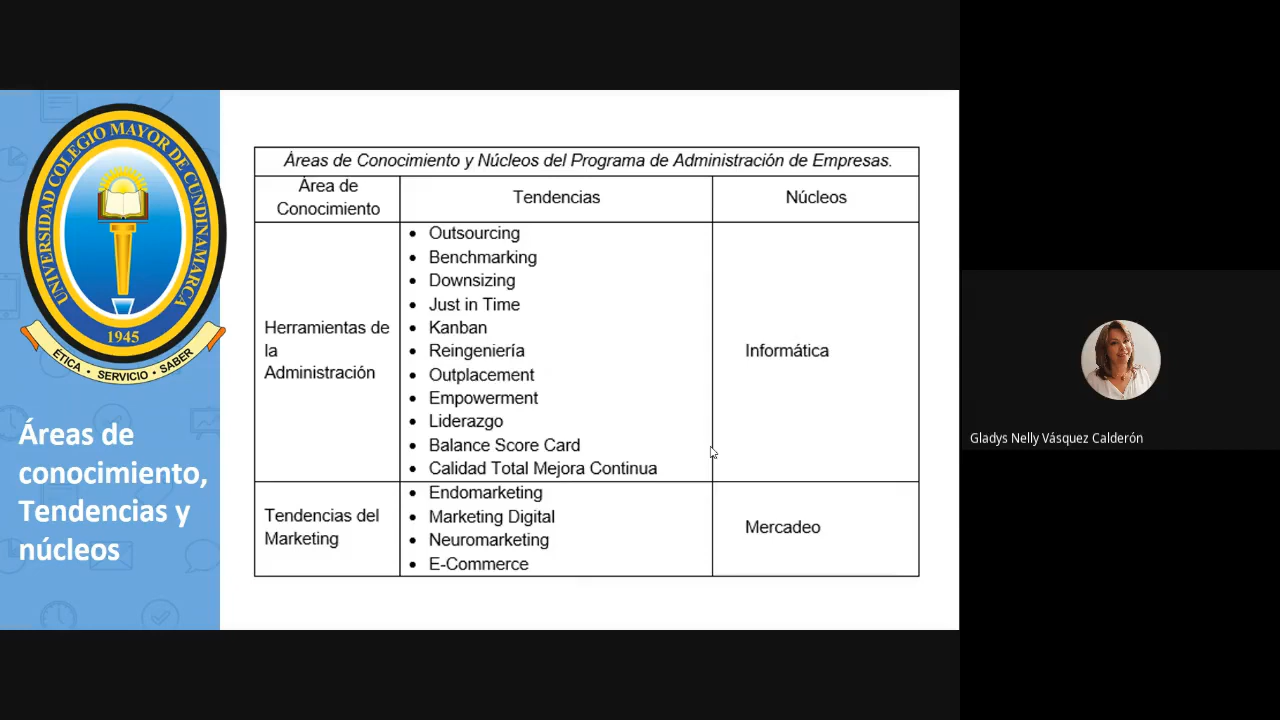 UNIVERSIDAD COLEGIO MAYOR DE CUNDINAMARCA
1945
ÉTICA • SERVICIO • SABER
Áreas de
conocimiento,
Tendencias y
núcleos
Áreas de Conocimiento y Núcleos del Programa de Administración de Empresas.
Área de
Conocimiento
Tendencias
Núcleos
Herramientas de
la
Administración
• Outsourcing
• Benchmarking
• Downsizing
• Just in Time
• Kanban
• Reingeniería
• Outplacement
• Empowerment
• Liderazgo
• Balance Score Card
• Calidad Total Mejora Continua
Informática
Tendencias del
Marketing
• Endomarketing
• Marketing Digital
• Neuromarketing
• E-Commerce
Mercadeo
Gladys Nelly Vásquez Calderón